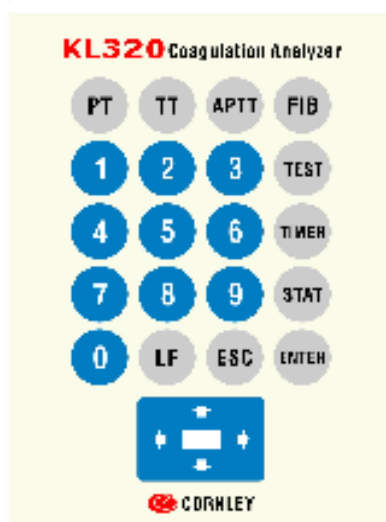 KL320 Coagulation Analyzer
PT TT APTT FIB
1 2 3 TEST
4 5 6 TIMER
7 8 9 STAT
0 LF ESC ENTER
CORNLEY